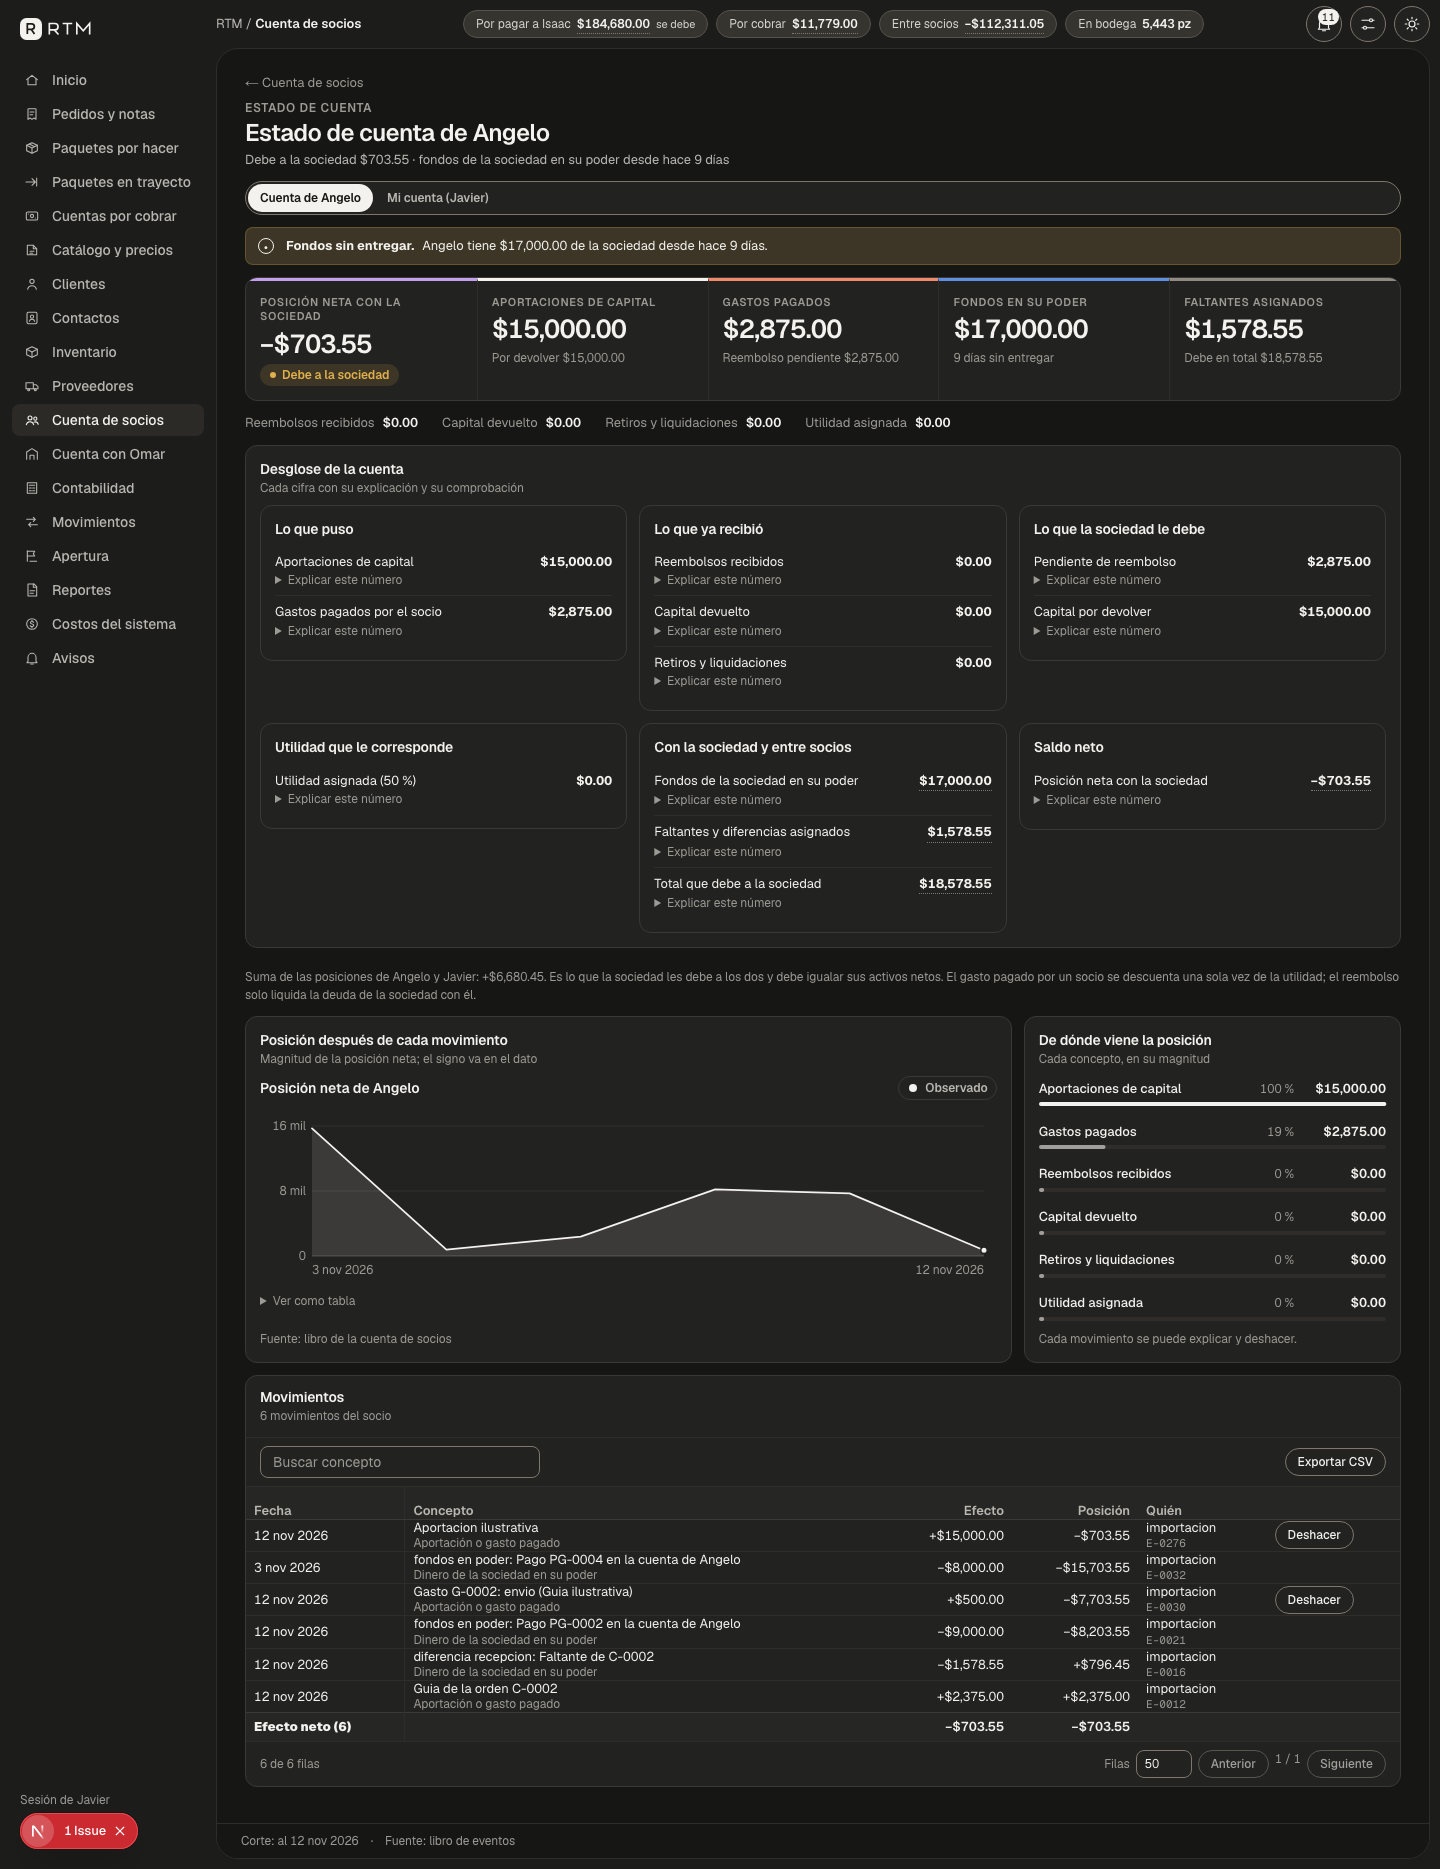 R RTM
RTM / Cuenta de socios
Por pagar a Isaac $184,680.00 se debe
Por cobrar $11,779.00
Entre socios −$112,311.05
En bodega 5,443 pz
11
Inicio
Pedidos y notas
Paquetes por hacer
Paquetes en trayecto
Cuentas por cobrar
Catálogo y precios
Clientes
Contactos
Inventario
Proveedores
Cuenta de socios
Cuenta con Omar
Contabilidad
Movimientos
Apertura
Reportes
Costos del sistema
Avisos
Sesión de Javier
N 1 Issue ×
← Cuenta de socios
ESTADO DE CUENTA
Estado de cuenta de Angelo
Debe a la sociedad $703.55 · fondos de la sociedad en su poder desde hace 9 días
Cuenta de Angelo Mi cuenta (Javier)
Fondos sin entregar. Angelo tiene $17,000.00 de la sociedad desde hace 9 días.
POSICIÓN NETA CON LA
SOCIEDAD
−$703.55
Debe a la sociedad
APORTACIONES DE CAPITAL
$15,000.00
Por devolver $15,000.00
GASTOS PAGADOS
$2,875.00
Reembolso pendiente $2,875.00
FONDOS EN SU PODER
$17,000.00
9 días sin entregar
FALTANTES ASIGNADOS
$1,578.55
Debe en total $18,578.55
Reembolsos recibidos $0.00 Capital devuelto $0.00 Retiros y liquidaciones $0.00 Utilidad asignada $0.00
Desglose de la cuenta
Cada cifra con su explicación y su comprobación
Lo que puso
Aportaciones de capital $15,000.00
▶ Explicar este número
Gastos pagados por el socio $2,875.00
▶ Explicar este número
Lo que ya recibió
Reembolsos recibidos $0.00
▶ Explicar este número
Capital devuelto $0.00
▶ Explicar este número
Retiros y liquidaciones $0.00
▶ Explicar este número
Lo que la sociedad le debe
Pendiente de reembolso $2,875.00
▶ Explicar este número
Capital por devolver $15,000.00
▶ Explicar este número
Utilidad que le corresponde
Utilidad asignada (50 %) $0.00
▶ Explicar este número
Con la sociedad y entre socios
Fondos de la sociedad en su poder $17,000.00
▶ Explicar este número
Faltantes y diferencias asignados $1,578.55
▶ Explicar este número
Total que debe a la sociedad $18,578.55
▶ Explicar este número
Saldo neto
Posición neta con la sociedad −$703.55
▶ Explicar este número
Suma de las posiciones de Angelo y Javier: +$6,680.45. Es lo que la sociedad les debe a los dos y debe igualar sus activos netos. El gasto pagado por un socio se descuenta una sola vez de la utilidad; el reembolso
solo liquida la deuda de la sociedad con él.
Posición después de cada movimiento
Magnitud de la posición neta; el signo va en el dato
Posición neta de Angelo
Observado
16 mil
8 mil
0
3 nov 2026 12 nov 2026
▶ Ver como tabla
Fuente: libro de la cuenta de socios
De dónde viene la posición
Cada concepto, en su magnitud
Aportaciones de capital 100 % $15,000.00
Gastos pagados 19 % $2,875.00
Reembolsos recibidos 0 % $0.00
Capital devuelto 0 % $0.00
Retiros y liquidaciones 0 % $0.00
Utilidad asignada 0 % $0.00
Cada movimiento se puede explicar y deshacer.
Movimientos
6 movimientos del socio
Buscar concepto
Exportar CSV
Fecha Concepto Efecto Posición Quién
12 nov 2026 Aportacion ilustrativa +$15,000.00 −$703.55 importacion Deshacer
Aportación o gasto pagado E-0276
3 nov 2026 fondos en poder: Pago PG-0004 en la cuenta de Angelo −$8,000.00 −$15,703.55 importacion
Dinero de la sociedad en su poder E-0032
12 nov 2026 Gasto G-0002: envio (Guia ilustrativa) +$500.00 −$7,703.55 importacion Deshacer
Aportación o gasto pagado E-0030
12 nov 2026 fondos en poder: Pago PG-0002 en la cuenta de Angelo −$9,000.00 −$8,203.55 importacion
Dinero de la sociedad en su poder E-0021
12 nov 2026 diferencia recepcion: Faltante de C-0002 −$1,578.55 +$796.45 importacion
Dinero de la sociedad en su poder E-0016
12 nov 2026 Guia de la orden C-0002 +$2,375.00 +$2,375.00 importacion
Aportación o gasto pagado E-0012
Efecto neto (6) −$703.55 −$703.55
6 de 6 filas
Filas 50 Anterior 1 / 1 Siguiente
Corte: al 12 nov 2026 · Fuente: libro de eventos